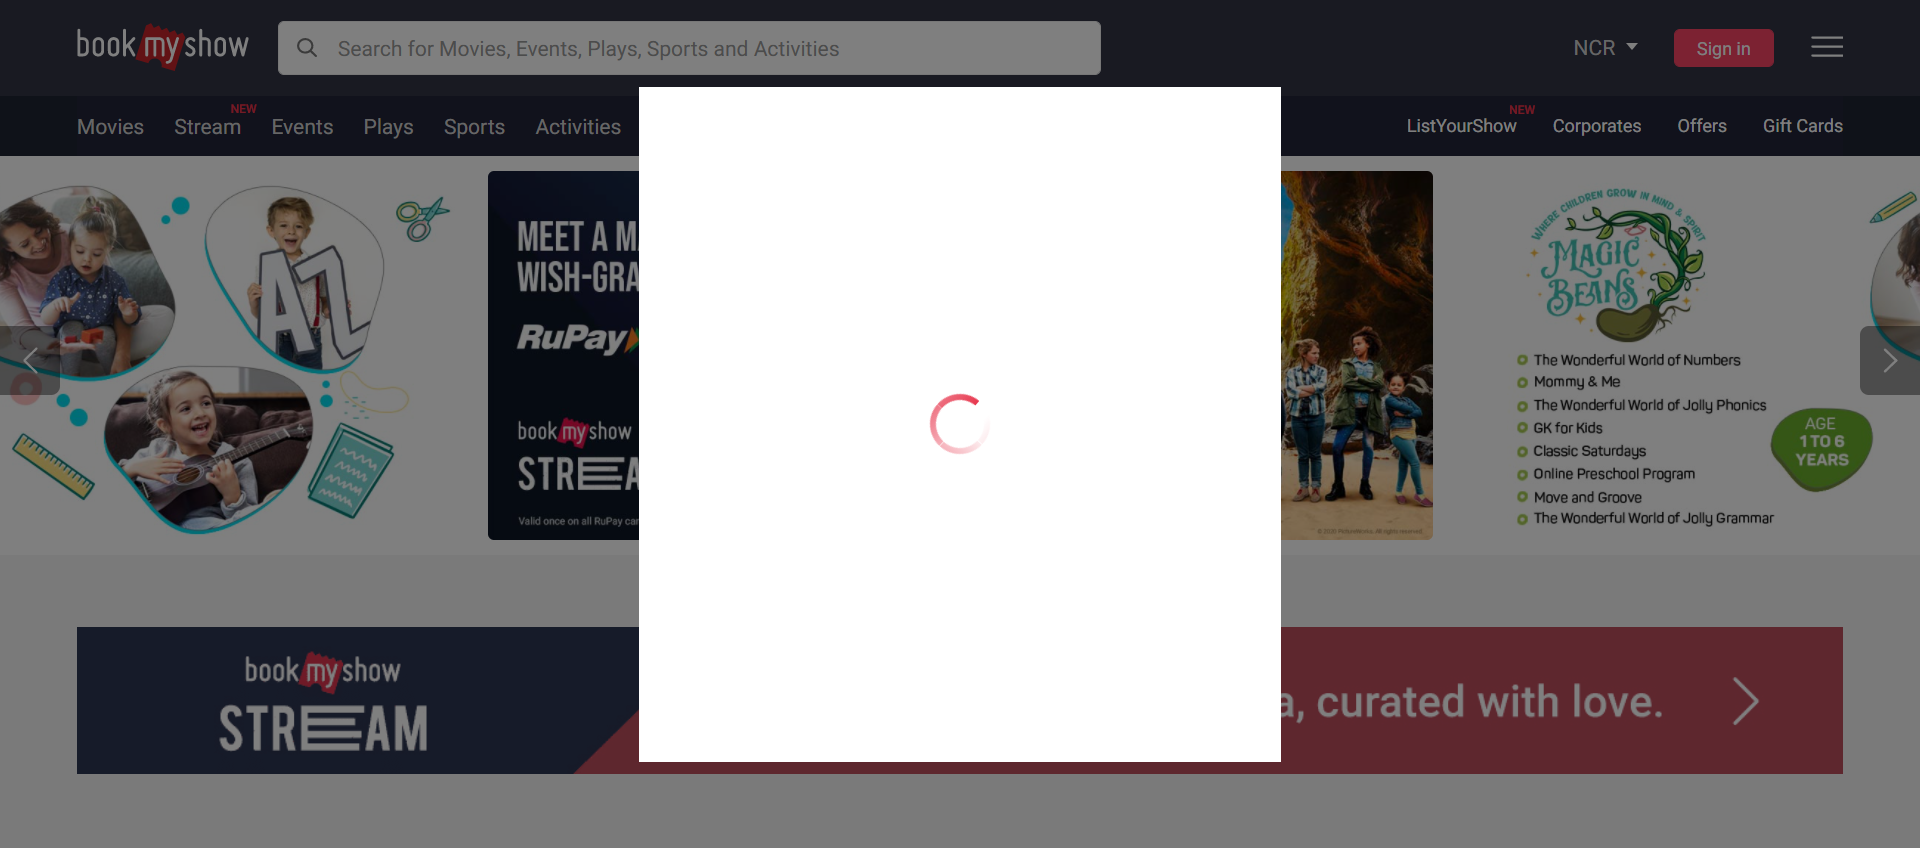 book my show
Search for Movies, Events, Plays, Sports and Activities
NCR
Sign in
Movies
Stream
NEW
Events
Plays
Sports
Activities
ListYourShow
NEW
Corporates
Offers
Gift Cards
AZ
MEET A
WISH-GRA
RuPay
book my show
STREA
Valid once on all RuPay car
WHERE CHILDREN GROW IN MIND & SPIRIT
MAGIC
BEANS
The Wonderful World of Numbers
Mommy & Me
The Wonderful World of Jolly Phonics
GK for Kids
Classic Saturdays
Online Preschool Program
Move and Groove
The Wonderful World of Jolly Grammar
AGE
1 TO 6
YEARS
book my show
STREAM
a, curated with love.